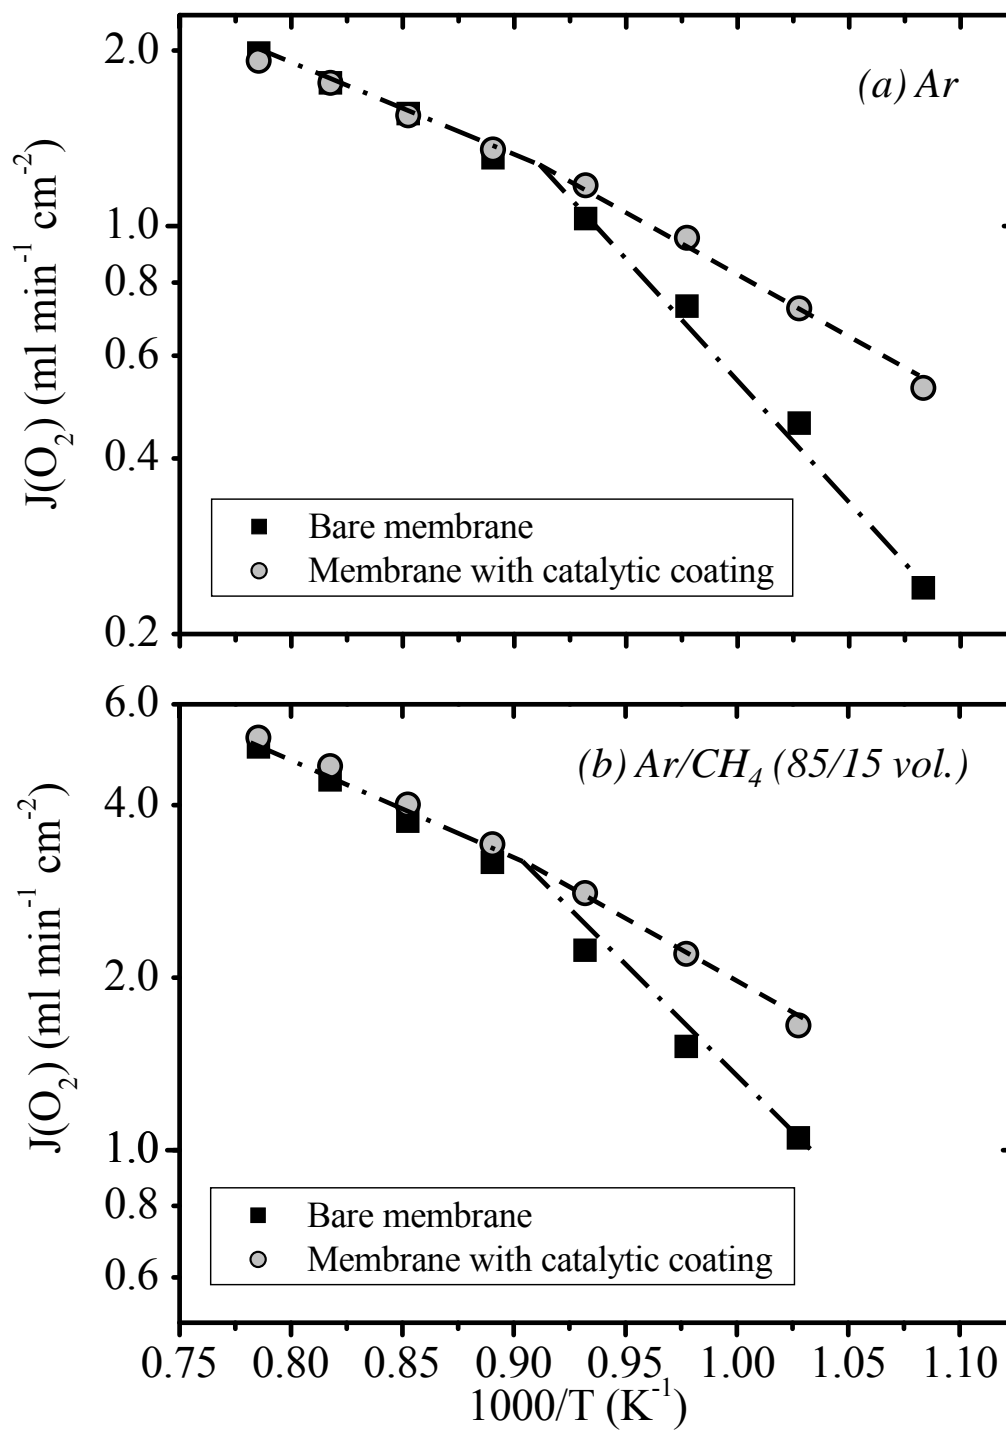 (a) Ar
2.0
1.0
0.8
0.6
0.4
0.2
J(O2) (ml min-1 cm-2)
Bare membrane
Membrane with catalytic coating
(b) Ar/CH4 (85/15 vol.)
6.0
4.0
2.0
1.0
0.8
0.6
J(O2) (ml min-1 cm-2)
Bare membrane
Membrane with catalytic coating
0.75 0.80 0.85 0.90 0.95 1.00 1.05 1.10
1000/T (K-1)